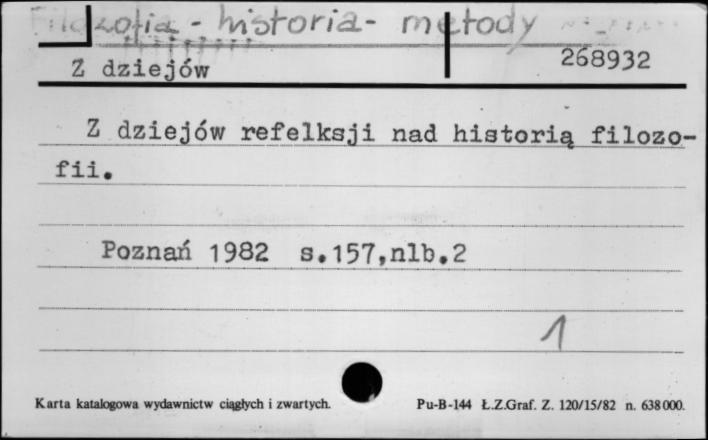 Filozofia - historia - metody
Z dziejów 268932
Z dziejów refelksji nad historią filozo-
fii.
Poznań 1982 s.157,nlb.2
1
Karta katalogowa wydawnictw ciągłych i zwartych. Pu-B-144 Ł.Z.Graf. Z. 120/15/82 n. 638000.